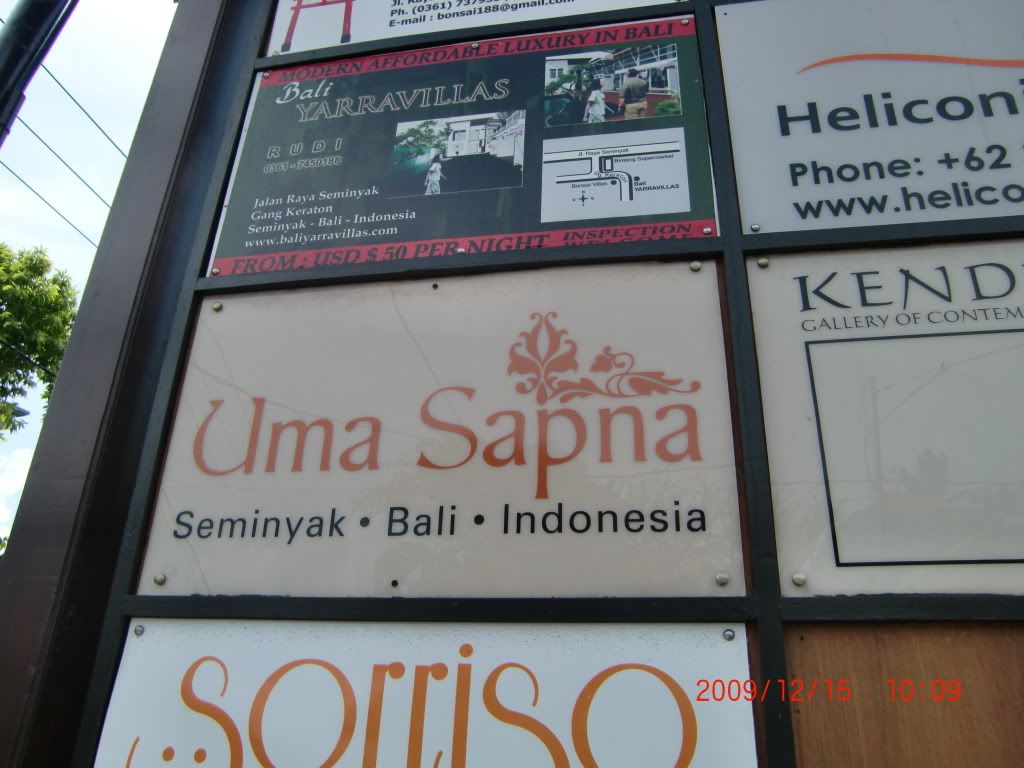 E-mail : bonsai188@gmail.com
MODERN AFFORDABLE LUXURY IN BALI
Bali
YARRAVILLAS
RUDI
0361 - 7450188
Jalan Raya Seminyak
Gang Keraton
Seminyak - Bali - Indonesia
www.baliyarravillas.com
Jl. Raya Seminyak
Bintang Supermarket
Bonsai Villas
Bali
YARRAVILLAS
FROM : USD $ 50 PER NIGHT INSPECTION
Heliconi
Phone: +62
www.helico
Uma Sapna
Seminyak • Bali • Indonesia
KEND
GALLERY OF CONTEM
sorriso
2009/12/15 10:09